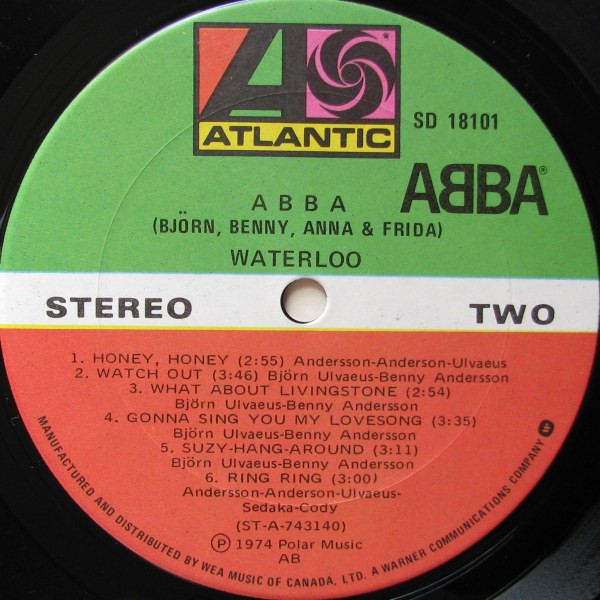 ATLANTIC
SD 18101
ABBA®
ABBA
(BJÖRN, BENNY, ANNA & FRIDA)
WATERLOO
STEREO
TWO
1. HONEY, HONEY (2:55) Andersson-Anderson-Ulvaeus
2. WATCH OUT (3:46) Björn Ulvaeus-Benny Andersson
3. WHAT ABOUT LIVINGSTONE (2:54)
Björn Ulvaeus-Benny Andersson
4. GONNA SING YOU MY LOVESONG (3:35)
Björn Ulvaeus-Benny Andersson
5. SUZY-HANG-AROUND (3:11)
Björn Ulvaeus-Benny Andersson
6. RING RING (3:00)
Andersson-Anderson-Ulvaeus-
Sedaka-Cody
(ST-A-743140)
℗ 1974 Polar Music
AB
MANUFACTURED AND DISTRIBUTED BY WEA MUSIC OF CANADA, LTD. A WARNER COMMUNICATIONS COMPANY